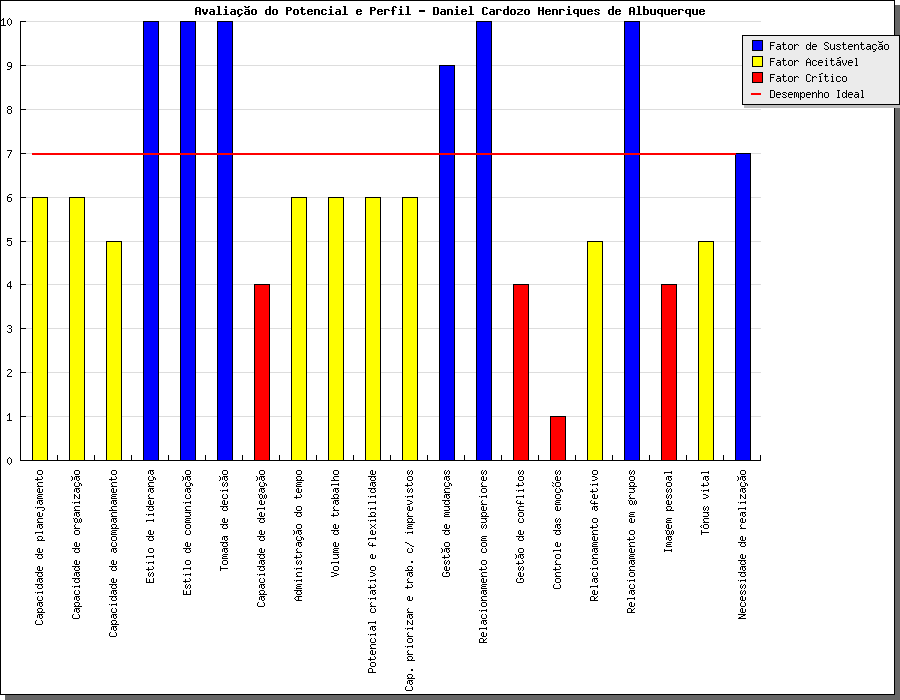 Avaliação do Potencial e Perfil - Daniel Cardozo Henriques de Albuquerque
Fator de Sustentação
Fator Aceitável
Fator Crítico
Desempenho Ideal
10
9
8
7
6
5
4
3
2
1
0
Capacidade de planejamento
Capacidade de organização
Capacidade de acompanhamento
Estilo de liderança
Estilo de comunicação
Tomada de decisão
Capacidade de delegação
Administração do tempo
Volume de trabalho
Potencial criativo e flexibilidade
Cap. priorizar e trab. c/ imprevistos
Gestão de mudanças
Relacionamento com superiores
Gestão de conflitos
Controle das emoções
Relacionamento afetivo
Relacionamento em grupos
Imagem pessoal
Tônus vital
Necessidade de realização